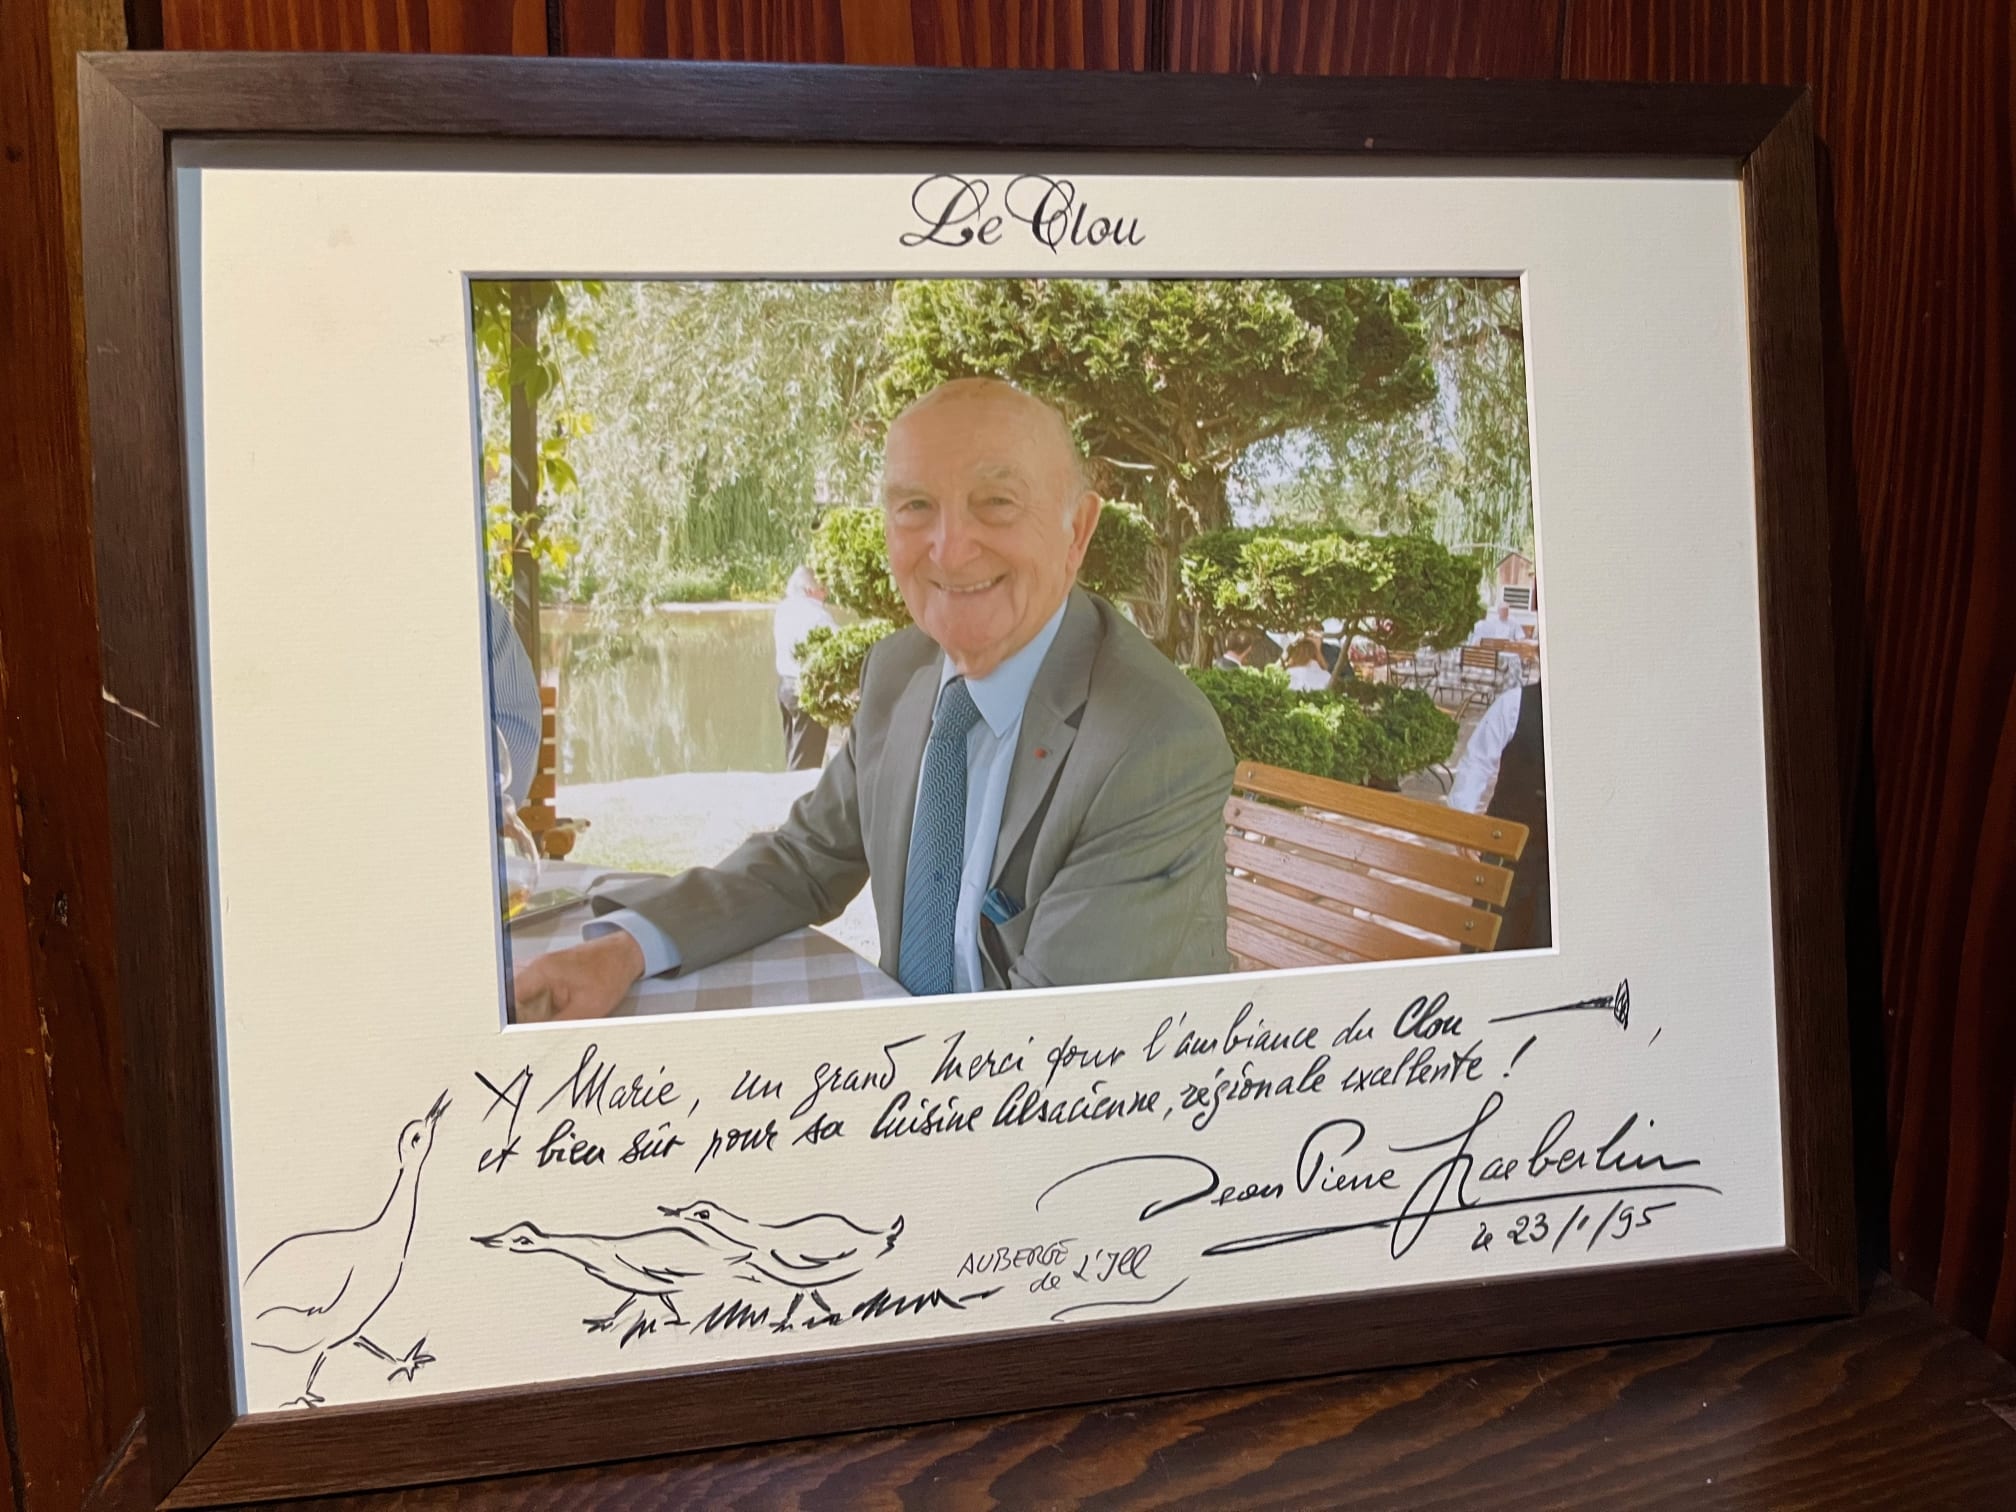 Le Clou
A Marie, un grand Merci pour l'ambiance du Clou
et bien sûr pour sa Cuisine Alsacienne, régionale excellente !
Jean Pierre Haeberlin
le 23/1/95
AUBERGE
de L'Ill